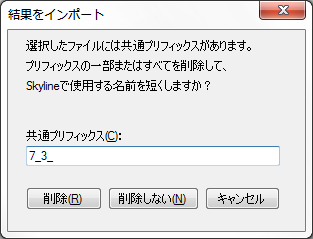 結果をインポート
選択したファイルには共通プリフィックスがあります。
プリフィックスの一部またはすべてを削除して、
Skylineで使用する名前を短くしますか？
共通プリフィックス(C):
7_3_
削除(R) 削除しない(N) キャンセル